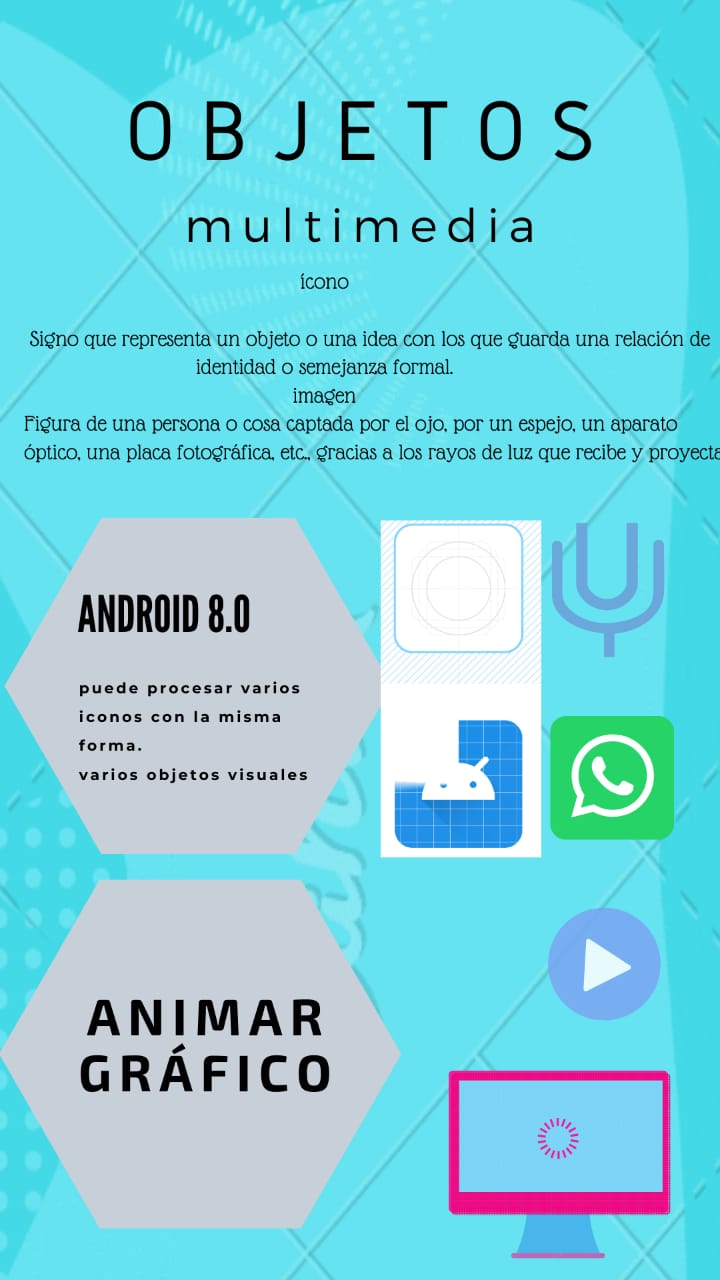 OBJETOS
multimedia
ícono
Signo que representa un objeto o una idea con los que guarda una relación de
identidad o semejanza formal.
imagen
Figura de una persona o cosa captada por el ojo, por un espejo, un aparato
óptico, una placa fotográfica, etc., gracias a los rayos de luz que recibe y proyecta
ANDROID 8.0
puede procesar varios
iconos con la misma
forma.
varios objetos visuales
ANIMAR
GRÁFICO